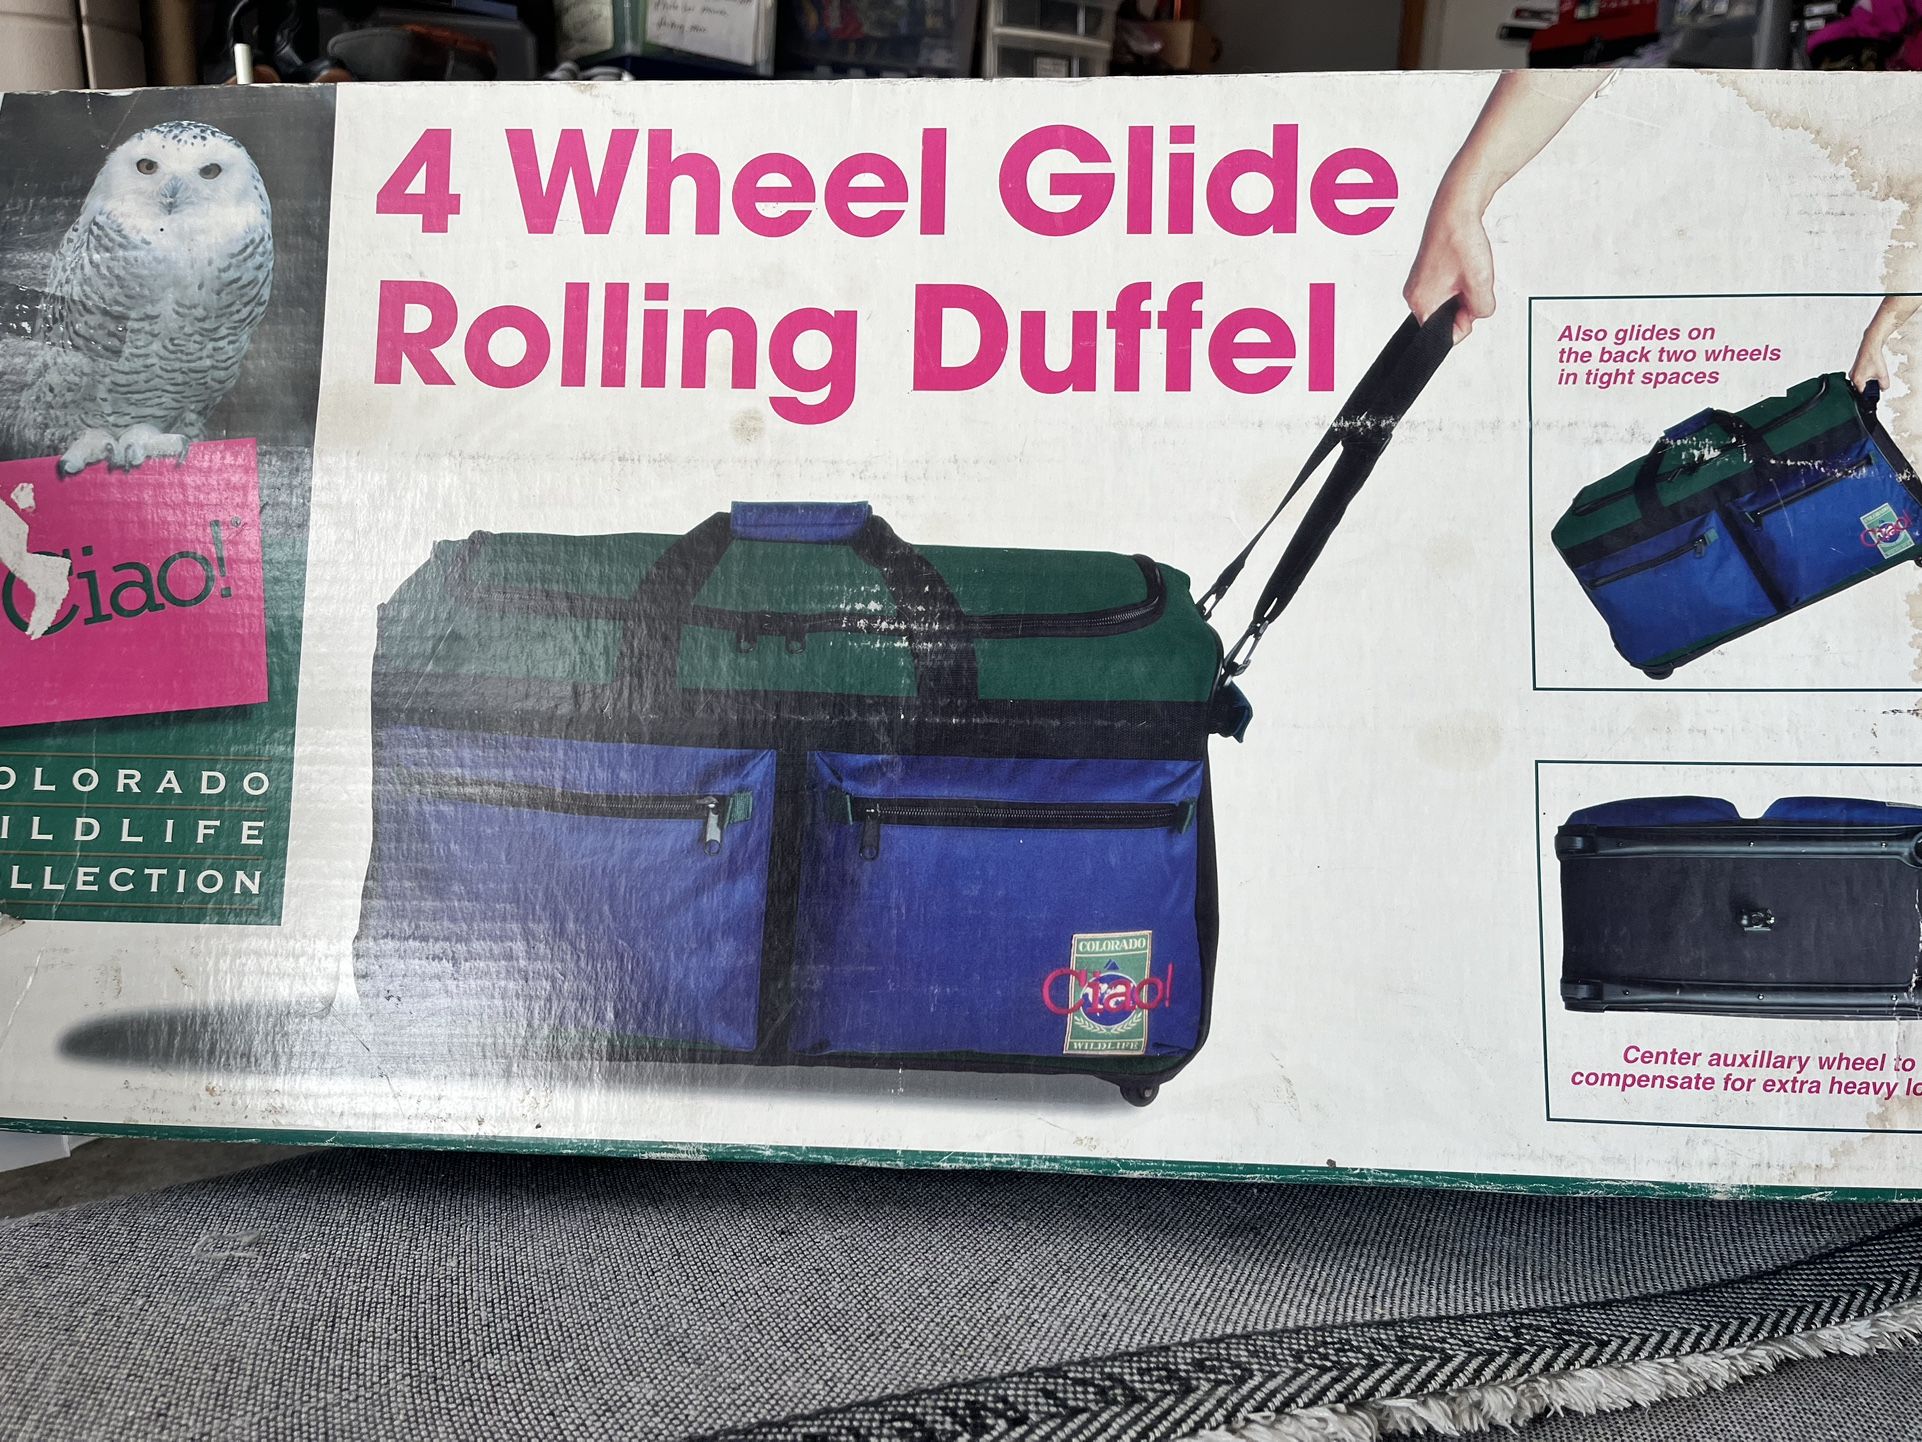 4 Wheel Glide
Rolling Duffel
Ciao!
OLORADO
ILDLIFE
LLECTION
Also glides on
the back two wheels
in tight spaces
COLORADO
Ciao!
WILDLIFE
Center auxillary wheel to
compensate for extra heavy lo